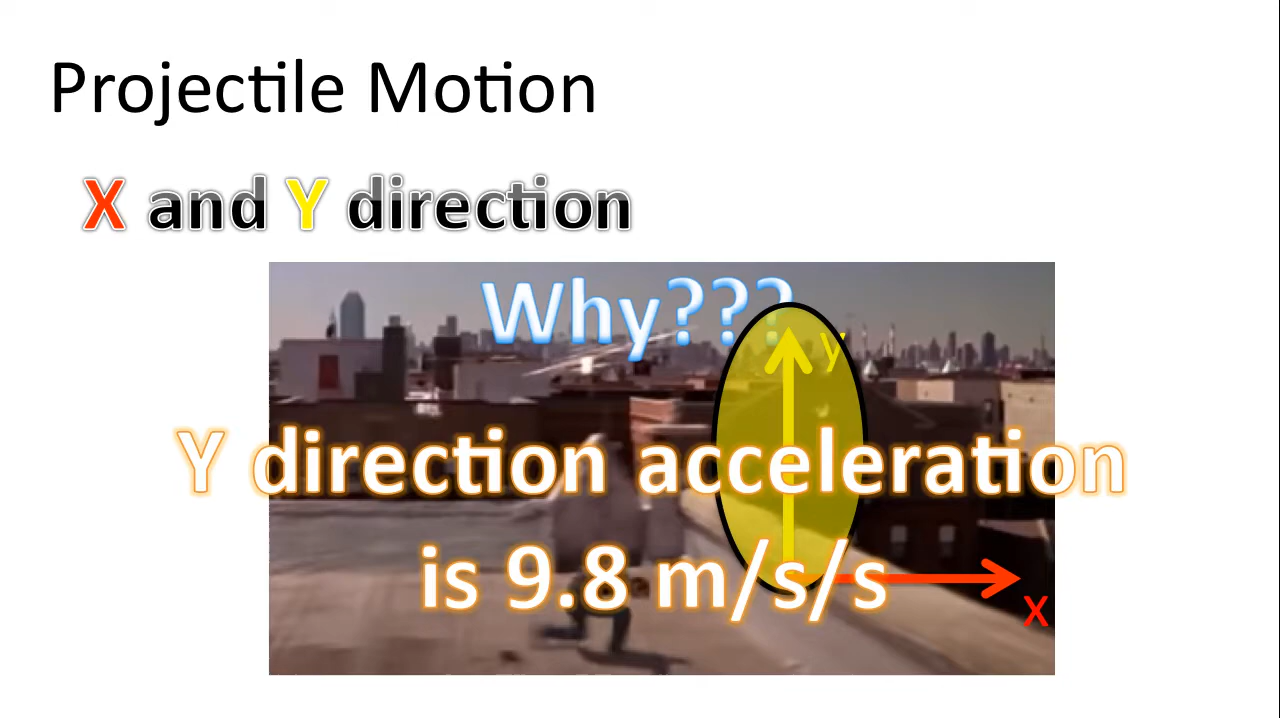 Projectile Motion
X and Y direction
Why???
y
Y direction acceleration
is 9.8 m/s/s
x